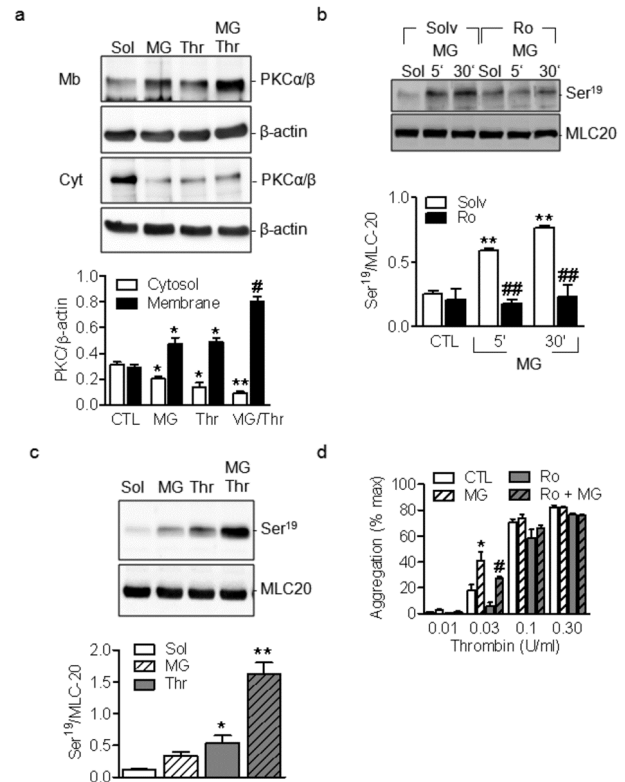 a
Sol MG Thr MG Thr
Mb
PKCα/β
β-actin
Cyt
PKCα/β
β-actin
PKC/β-actin
1.0
0.8
0.6
0.4
0.2
0.0
Cytosol
Membrane
* * * * ** #
CTL MG Thr MG/Thr
b
Solv Ro
MG MG
Sol 5' 30' Sol 5' 30'
Ser19
MLC20
Ser19/MLC-20
1.0
0.5
0.0
Solv
Ro
** ## ** ##
CTL 5' 30'
MG
c
Sol MG Thr MG Thr
Ser19
MLC20
Ser19/MLC-20
2.0
1.5
1.0
0.5
0.0
Sol
MG
Thr
* **
d
Aggregation (% max)
100
80
60
40
20
0
CTL Ro
MG Ro + MG
* #
0.01 0.03 0.1 0.30
Thrombin (U/ml)